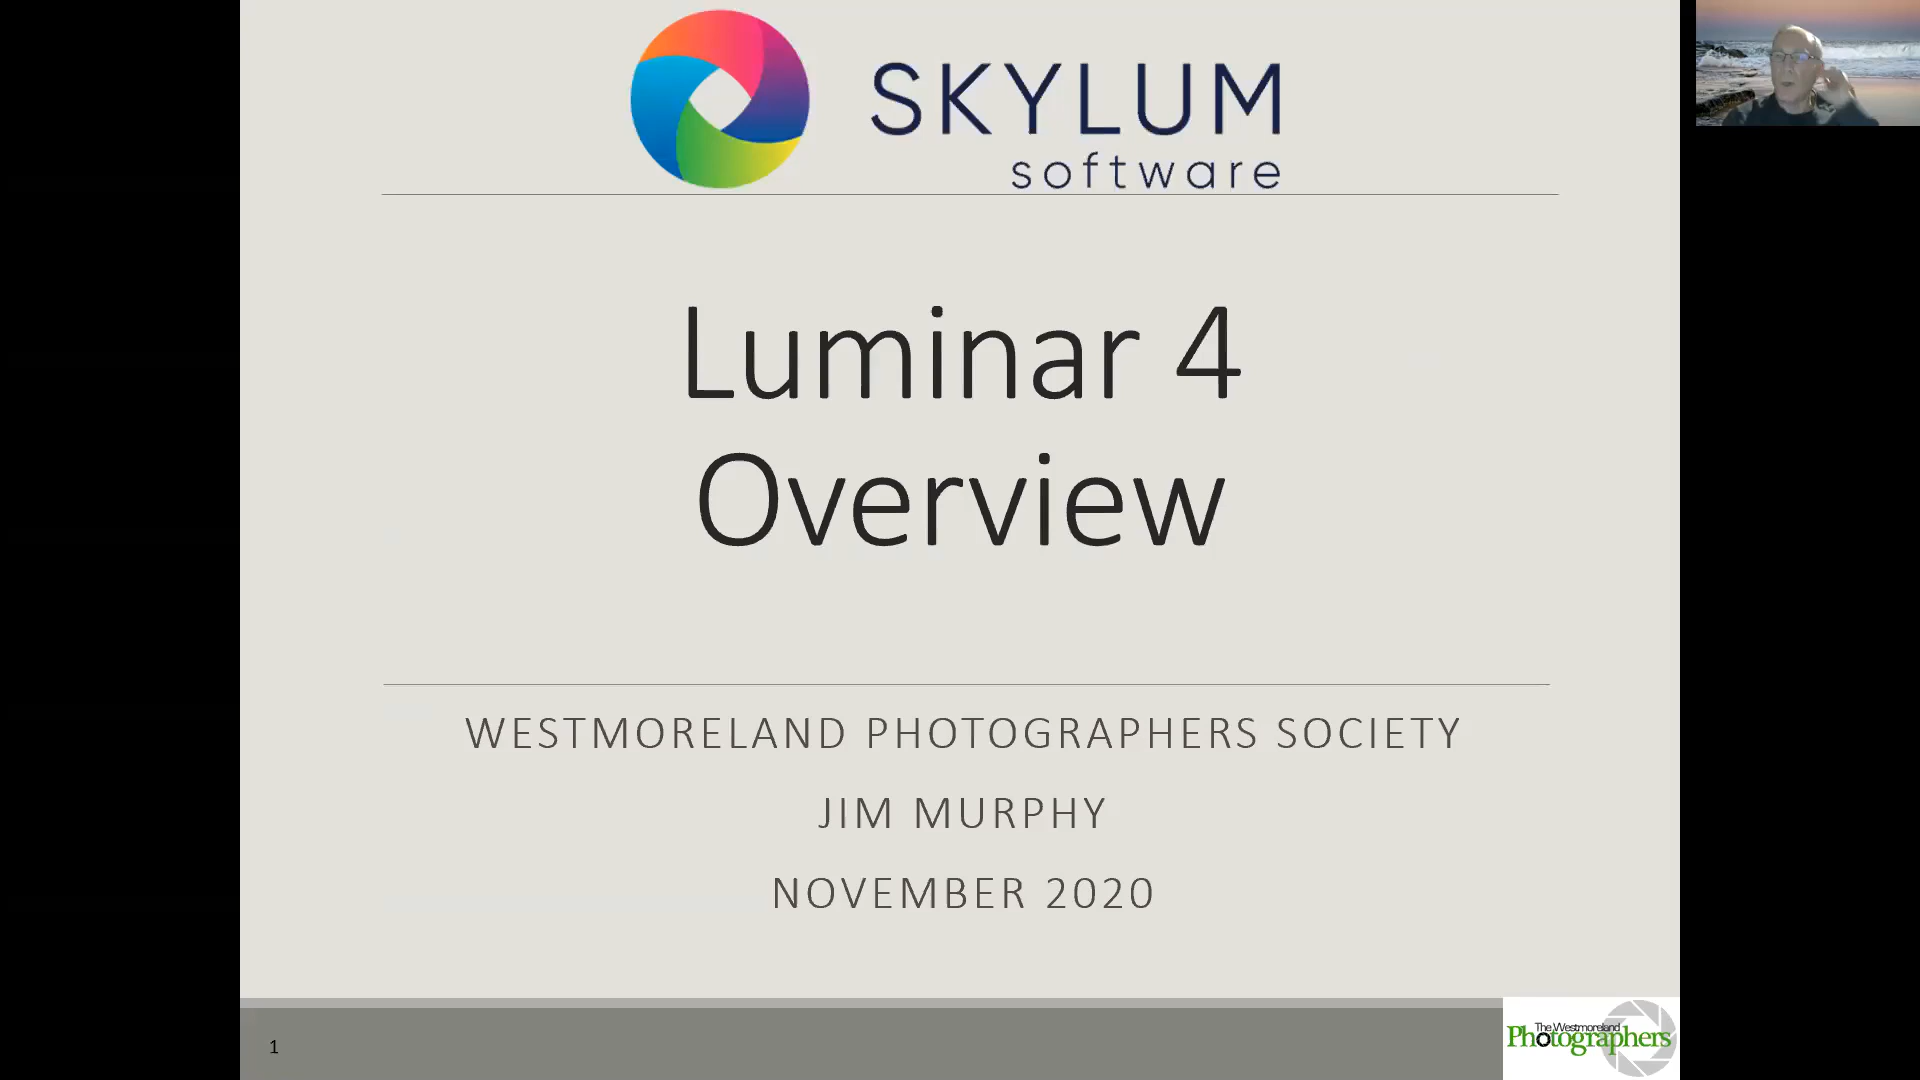 SKYLUM
software
Luminar 4
Overview
WESTMORELAND PHOTOGRAPHERS SOCIETY
JIM MURPHY
NOVEMBER 2020
1
The Westmoreland
Photographers